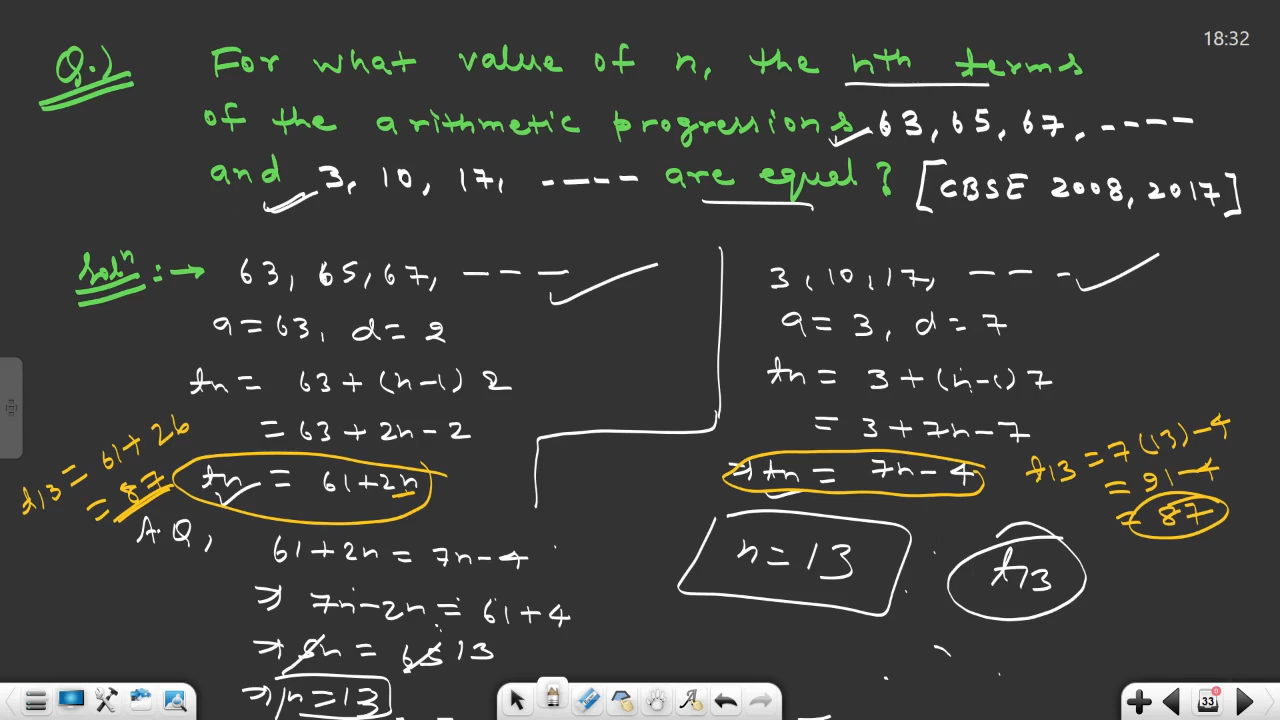 18:32
Q.) For what value of n, the nth terms
of the arithmetic progressions 63, 65, 67, ----
and 3, 10, 17, ---- are equal? [CBSE 2008, 2017]
Solⁿ :→ 63, 65, 67, ---
a = 63, d = 2
tn = 63 + (n-1) 2
= 63 + 2n - 2
tn = 61 + 2n
t13 = 61 + 26
= 87
3, 10, 17, ---
a = 3, d = 7
tn = 3 + (n-1) 7
= 3 + 7n - 7
⇒ tn = 7n - 4
t13 = 7(13) - 4
= 91 - 4
= 87
A.Q,
61 + 2n = 7n - 4
⇒ 7n - 2n = 61 + 4
⇒ 5n = 65 13
⇒ n = 13
n = 13
t13
33